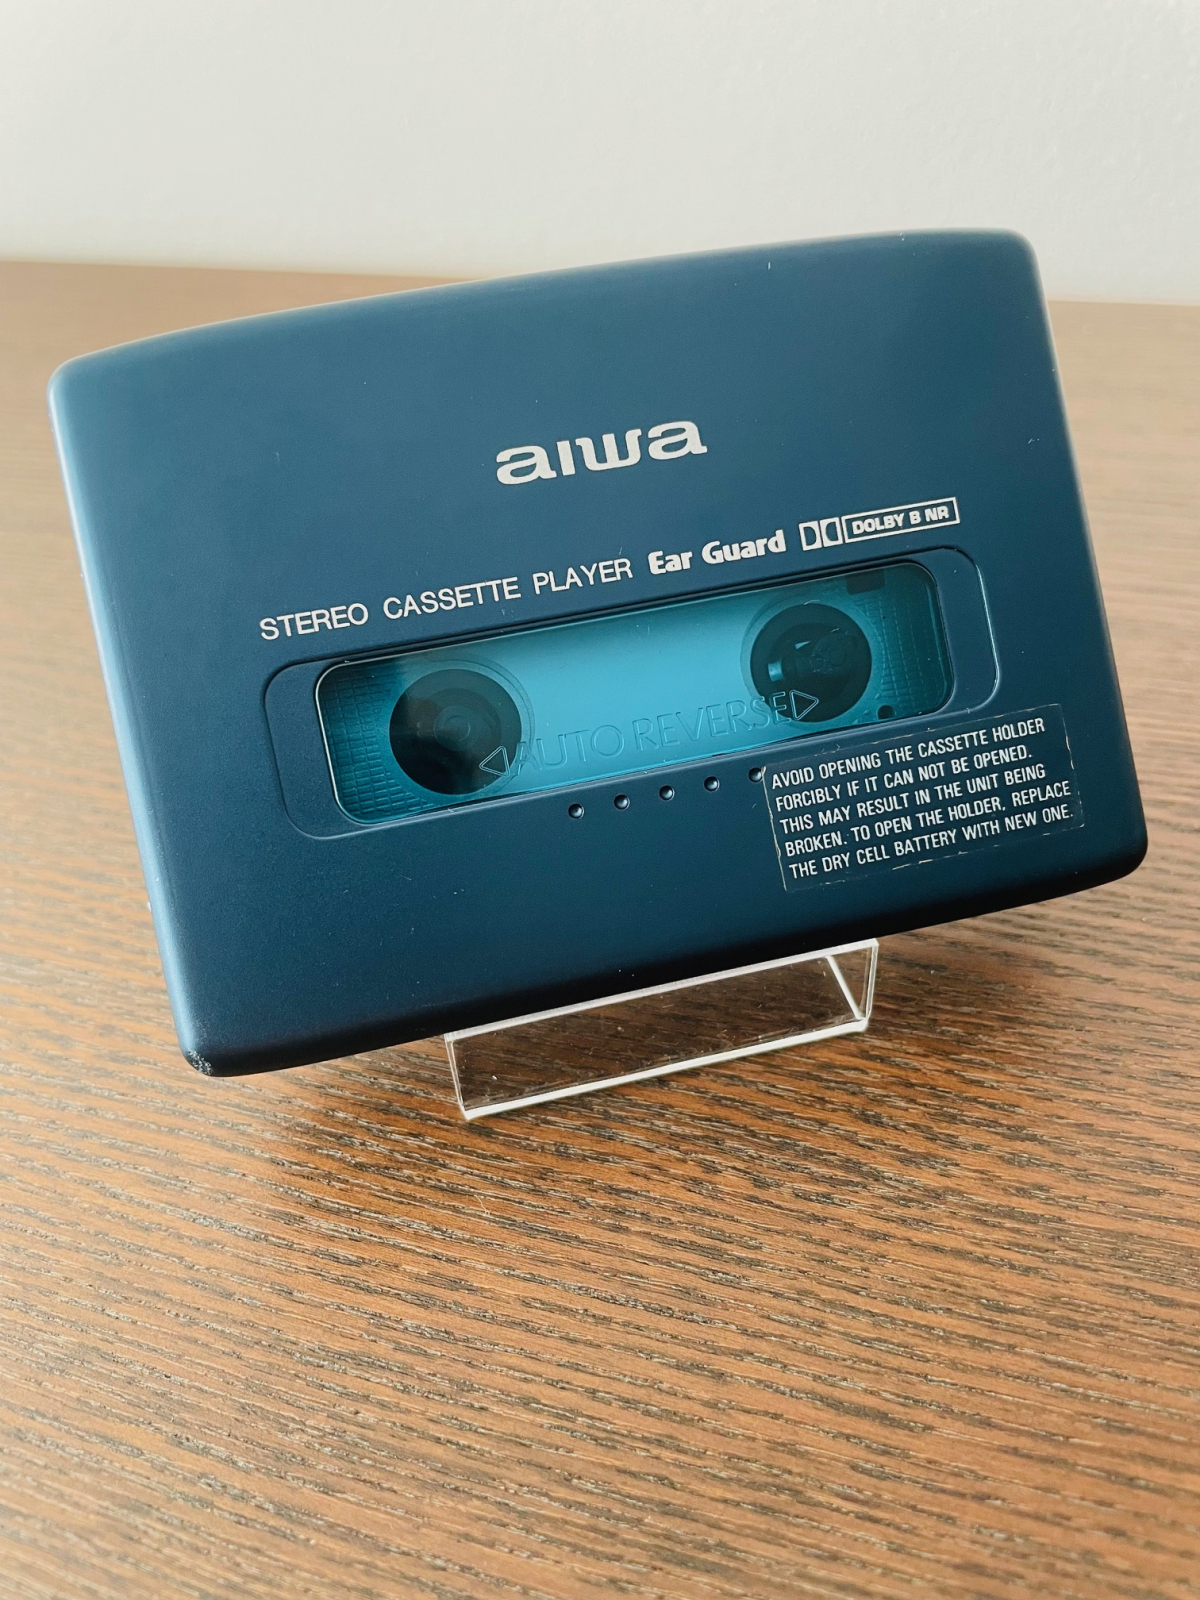 aiwa
STEREO CASSETTE PLAYER Ear Guard DOLBY B NR
AUTO REVERSE
AVOID OPENING THE CASSETTE HOLDER
FORCIBLY IF IT CAN NOT BE OPENED.
THIS MAY RESULT IN THE UNIT BEING
BROKEN. TO OPEN THE HOLDER, REPLACE
THE DRY CELL BATTERY WITH NEW ONE.